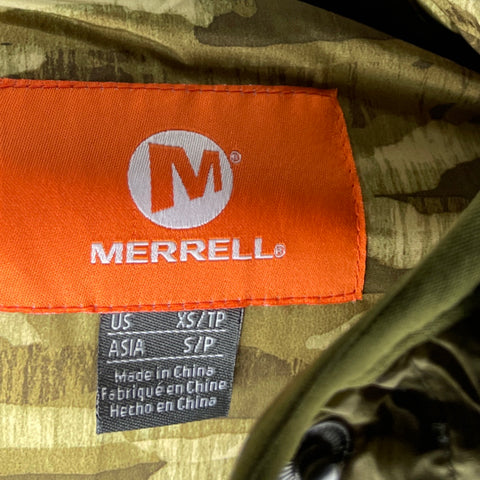 M®
MERRELL®
US XS/TP
ASIA S/P
Made in China
Fabriqué en Chine
Hecho en China